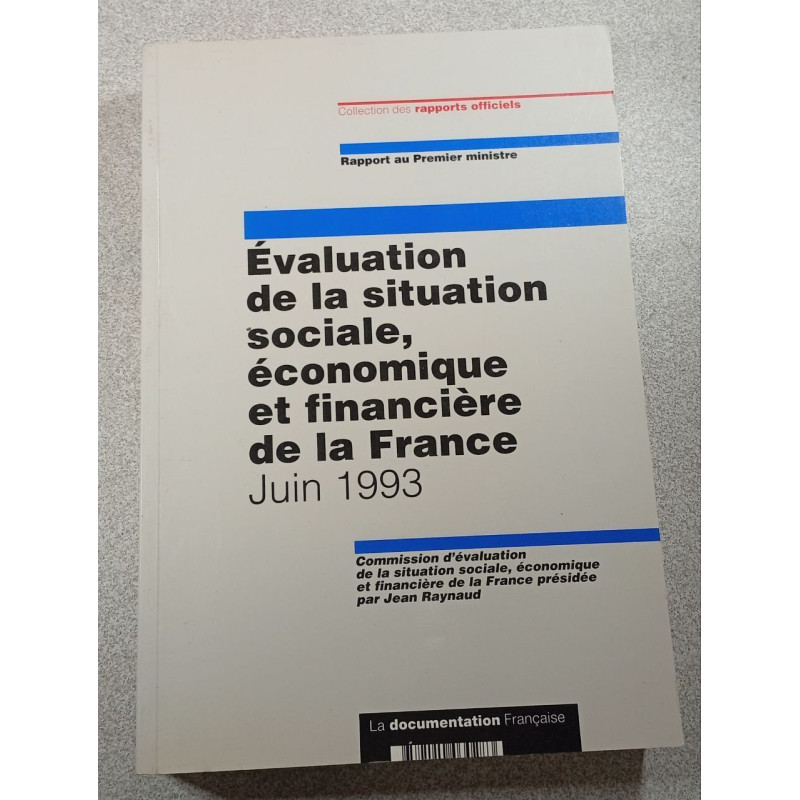 Collection des rapports officiels
Rapport au Premier ministre
Évaluation
de la situation
sociale,
économique
et financière
de la France
Juin 1993
Commission d'évaluation
de la situation sociale, économique
et financière de la France présidée
par Jean Raynaud
La documentation Française